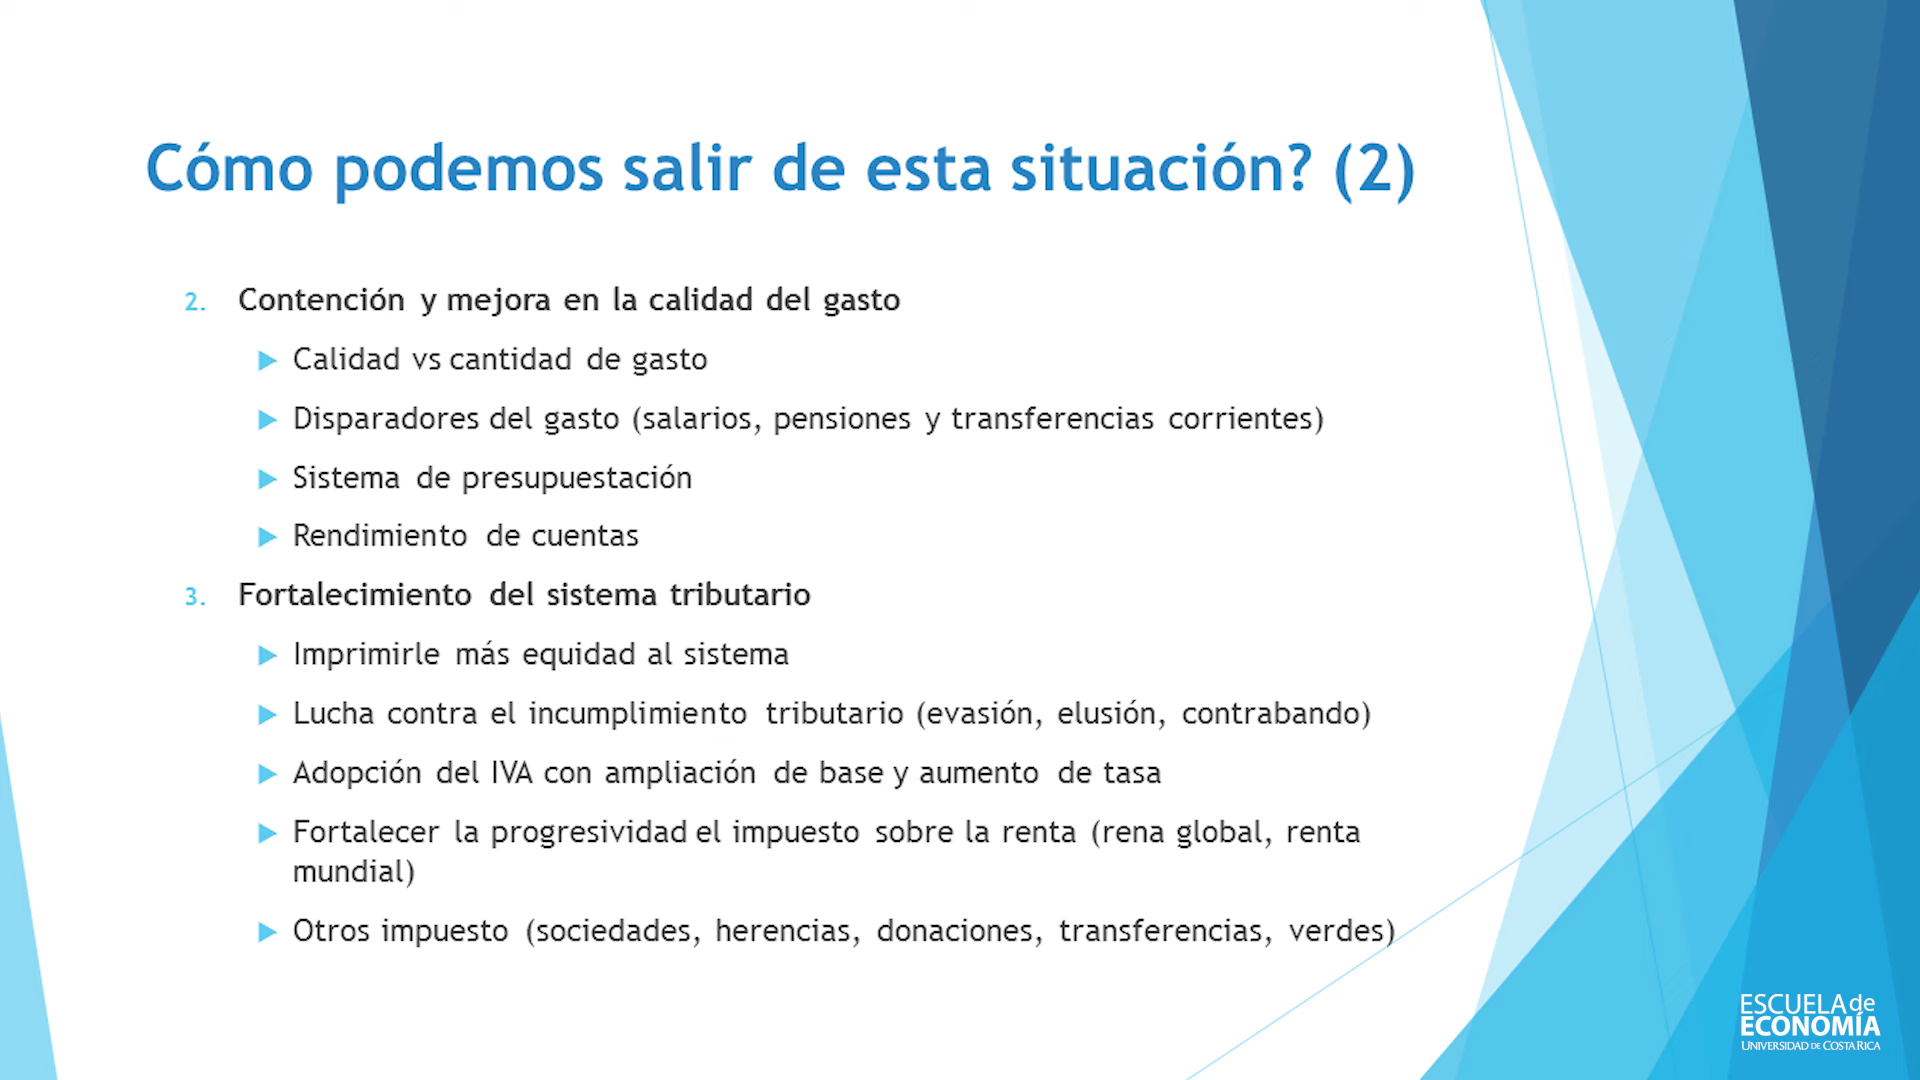 Cómo podemos salir de esta situación? (2)
2. Contención y mejora en la calidad del gasto
Calidad vs cantidad de gasto
Disparadores del gasto (salarios, pensiones y transferencias corrientes)
Sistema de presupuestación
Rendimiento de cuentas
3. Fortalecimiento del sistema tributario
Imprimirle más equidad al sistema
Lucha contra el incumplimiento tributario (evasión, elusión, contrabando)
Adopción del IVA con ampliación de base y aumento de tasa
Fortalecer la progresividad el impuesto sobre la renta (rena global, renta
mundial)
Otros impuesto (sociedades, herencias, donaciones, transferencias, verdes)
ESCUELA de
ECONOMÍA
UNIVERSIDAD DE COSTA RICA